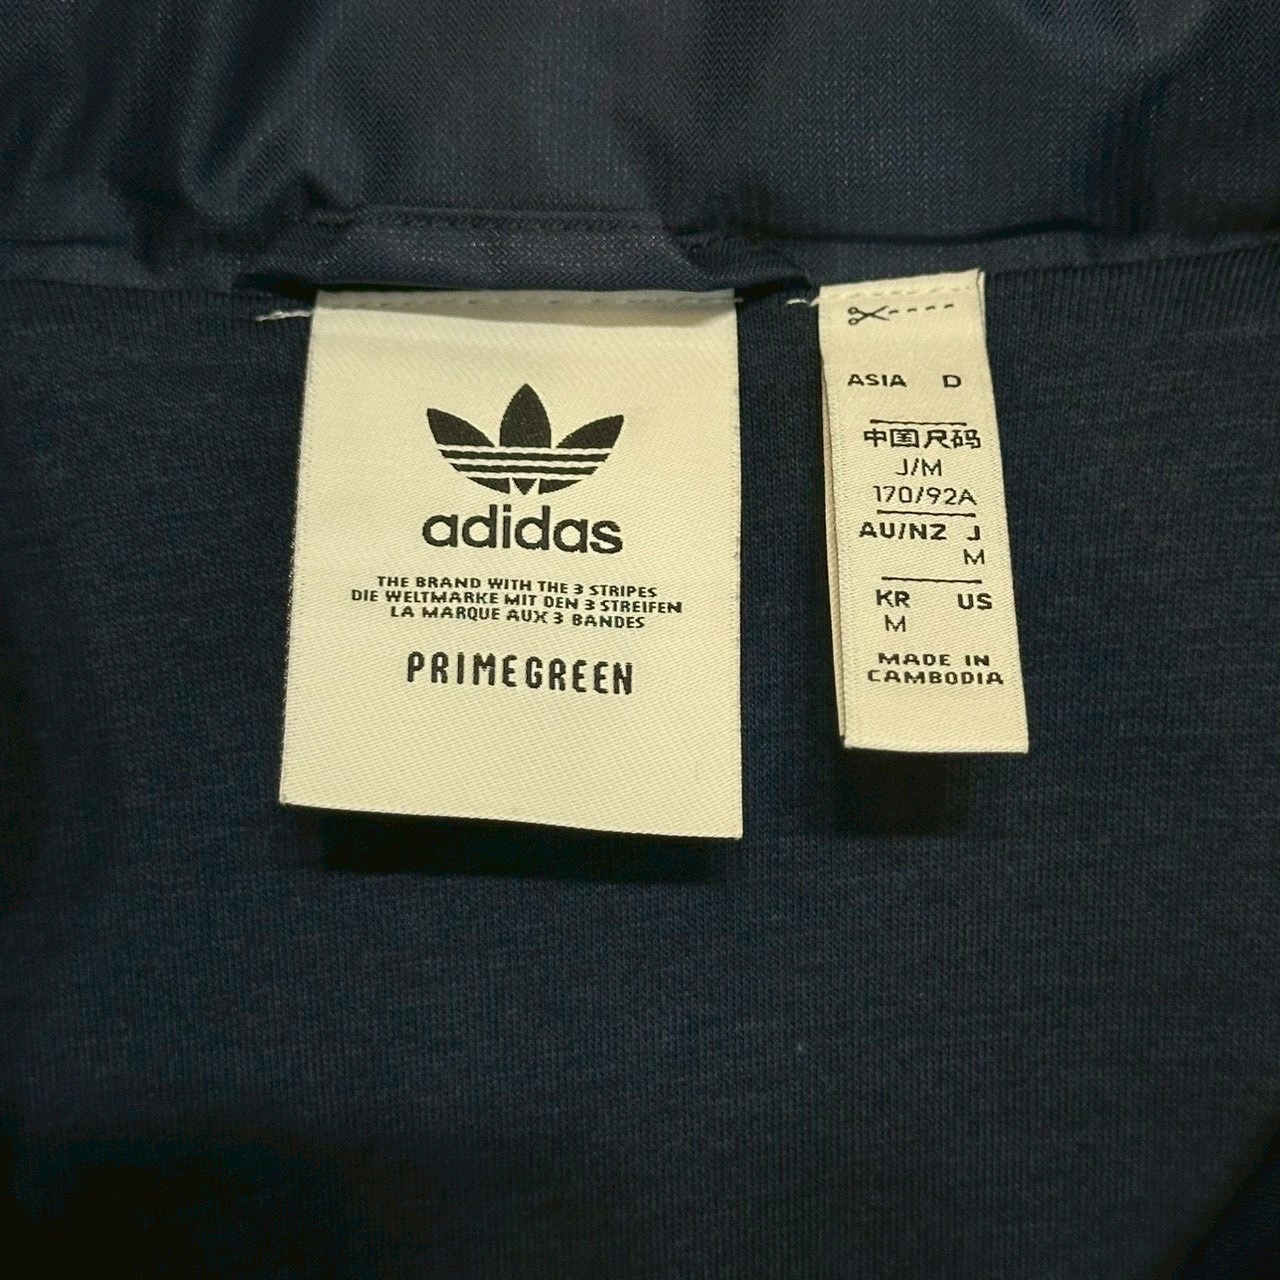 adidas
THE BRAND WITH THE 3 STRIPES
DIE WELTMARKE MIT DEN 3 STREIFEN
LA MARQUE AUX 3 BANDES
PRIMEGREEN
ASIA D
中国尺码
J/M
170/92A
AU/NZ J
M
KR US
M
MADE IN
CAMBODIA